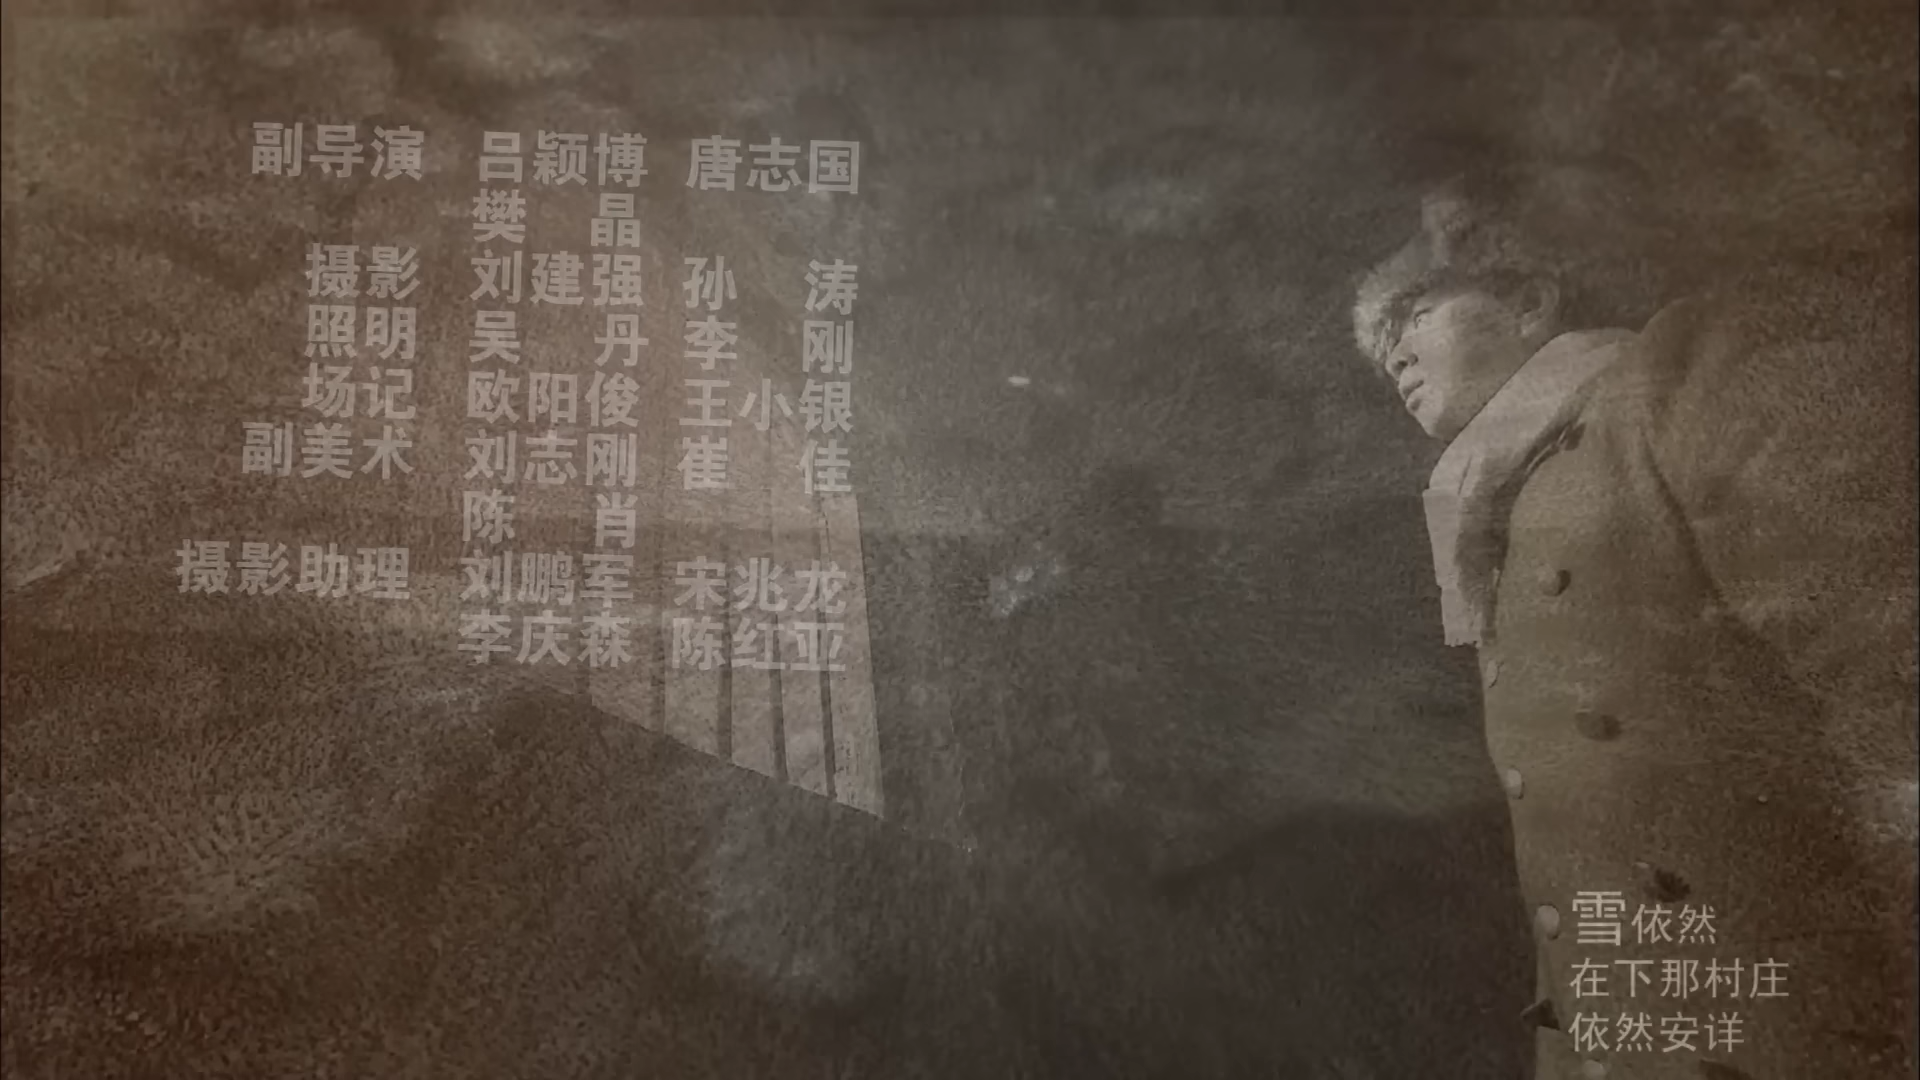 副导演 吕颖博 唐志国
樊晶
摄影 刘建强 孙涛
照明 吴丹 李刚
场记 欧阳俊 王小银
副美术 刘志刚 崔佳
陈肖
摄影助理 刘鹏军 宋兆龙
李庆森 陈红亚
雪依然
在下那村庄
依然安详